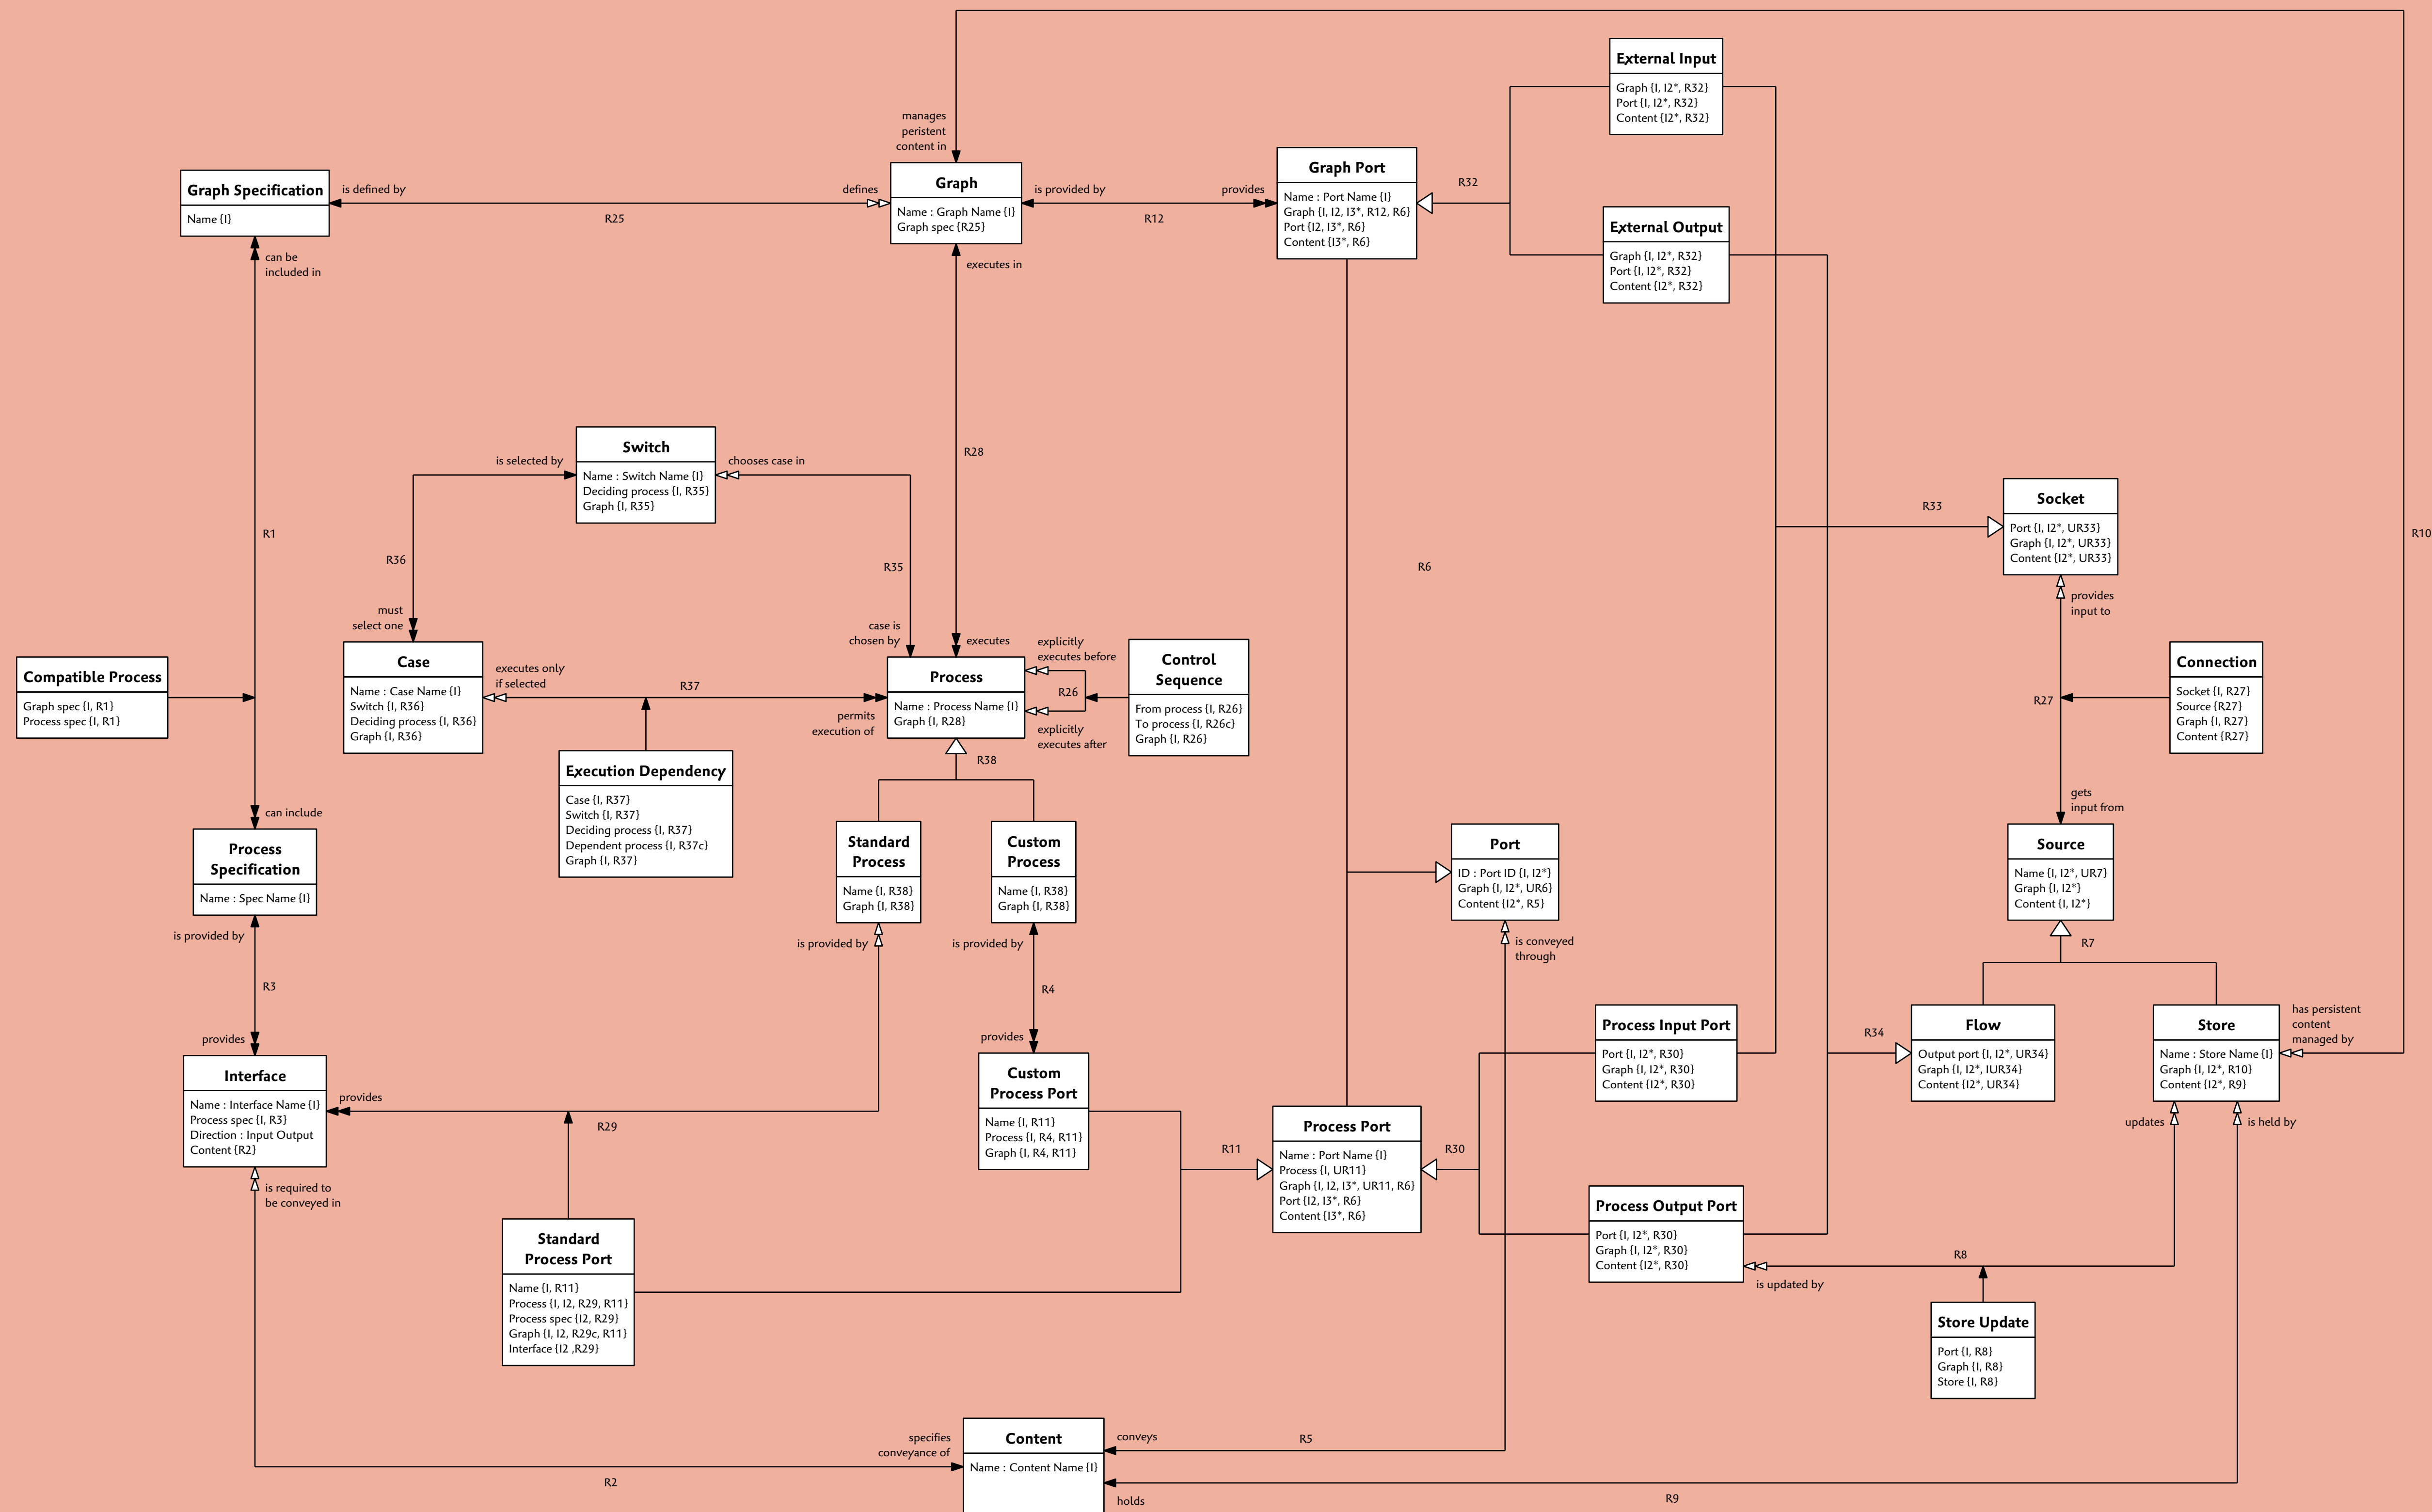 External Input
Graph {I, I2*, R32}
Port {I, I2*, R32}
Content {I2*, R32}
manages
peristent
content in
Graph Specification
Name {I}
is defined by
defines
R25
Graph
Name : Graph Name {I}
Graph spec {R25}
is provided by
provides
R12
Graph Port
Name : Port Name {I}
Graph {I, I2, I3*, R12, R6}
Port {I2, I3*, R6}
Content {I3*, R6}
R32
External Output
Graph {I, I2*, R32}
Port {I, I2*, R32}
Content {I2*, R32}
can be
included in
executes in
Switch
Name : Switch Name {I}
Deciding process {I, R35}
Graph {I, R35}
is selected by
chooses case in
R28
R1
R36
R35
R6
R33
Socket
Port {I, I2*, UR33}
Graph {I, I2*, UR33}
Content {I2*, UR33}
R10
must
select one
case is
chosen by
executes
explicitly
executes before
provides
input to
Compatible Process
Graph spec {I, R1}
Process spec {I, R1}
Case
Name : Case Name {I}
Switch {I, R36}
Deciding process {I, R36}
Graph {I, R36}
executes only
if selected
R37
permits
execution of
Process
Name : Process Name {I}
Graph {I, R28}
R26
explicitly
executes after
Control
Sequence
From process {I, R26}
To process {I, R26c}
Graph {I, R26}
R27
Connection
Socket {I, R27}
Source {R27}
Graph {I, R27}
Content {R27}
R38
Execution Dependency
Case {I, R37}
Switch {I, R37}
Deciding process {I, R37}
Dependent process {I, R37c}
Graph {I, R37}
can include
gets
input from
Process
Specification
Name : Spec Name {I}
Standard
Process
Name {I, R38}
Graph {I, R38}
Custom
Process
Name {I, R38}
Graph {I, R38}
Port
ID : Port ID {I, I2*}
Graph {I, I2*, UR6}
Content {I2*, R5}
Source
Name {I, I2*, UR7}
Graph {I, I2*}
Content {I, I2*}
is provided by
is provided by
is provided by
is conveyed
through
R7
R3
R4
provides
provides
Interface
Name : Interface Name {I}
Process spec {I, R3}
Direction : Input Output
Content {R2}
provides
R29
Custom
Process Port
Name {I, R11}
Process {I, R4, R11}
Graph {I, R4, R11}
R11
Process Port
Name : Port Name {I}
Process {I, UR11}
Graph {I, I2, I3*, UR11, R6}
Port {I2, I3*, R6}
Content {I3*, R6}
R30
Process Input Port
Port {I, I2*, R30}
Graph {I, I2*, R30}
Content {I2*, R30}
R34
Flow
Output port {I, I2*, UR34}
Graph {I, I2*, IUR34}
Content {I2*, UR34}
Store
Name : Store Name {I}
Graph {I, I2*, R10}
Content {I2*, R9}
has persistent
content
managed by
updates
is held by
is required to
be conveyed in
Process Output Port
Port {I, I2*, R30}
Graph {I, I2*, R30}
Content {I2*, R30}
R8
is updated by
Standard
Process Port
Name {I, R11}
Process {I, I2, R29, R11}
Process spec {I2, R29}
Graph {I, I2, R29c, R11}
Interface {I2 ,R29}
Store Update
Port {I, R8}
Graph {I, R8}
Store {I, R8}
specifies
conveyance of
Content
Name : Content Name {I}
conveys
R5
R2
holds
R9